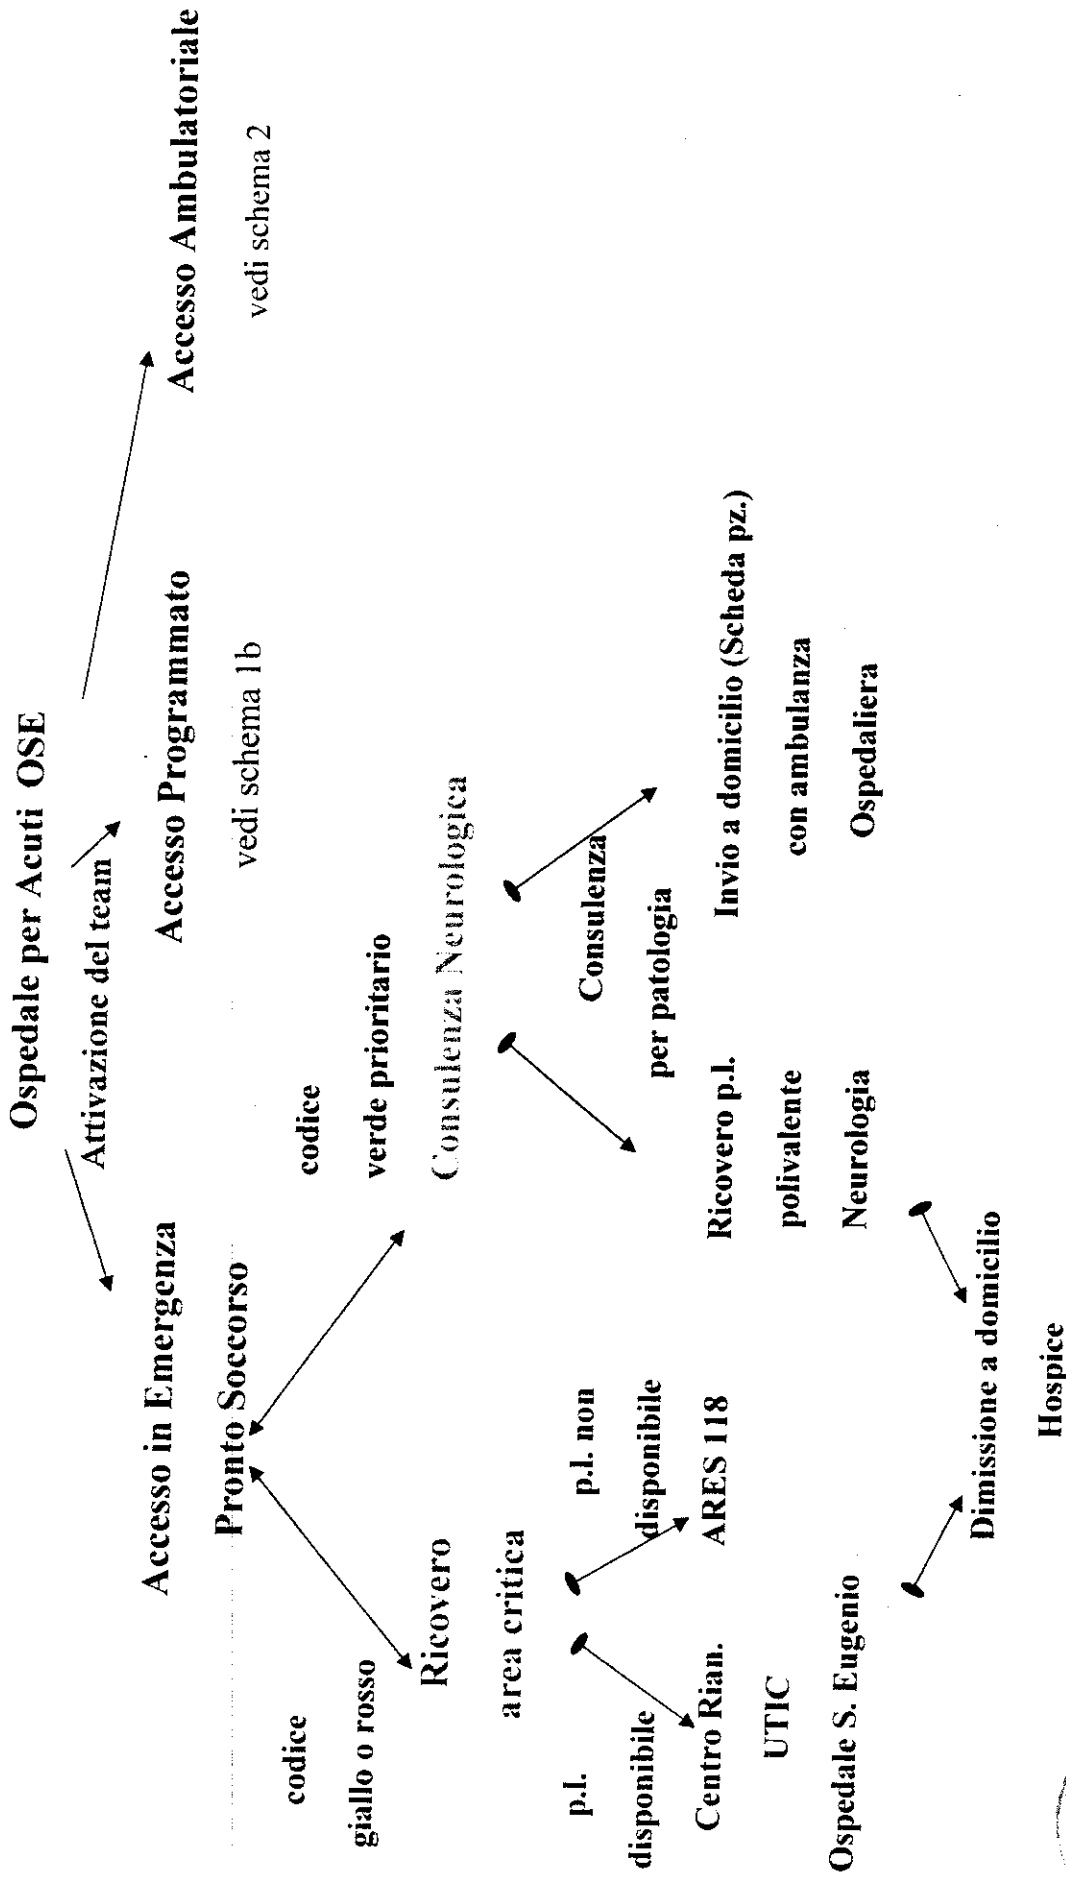 Ospedale per Acuti OSE
Attivazione del team
Accesso in Emergenza
Accesso Programmato
Accesso Ambulatoriale
Pronto Soccorso
vedi schema 1b
vedi schema 2
codice
giallo o rosso
codice
verde prioritario
Ricovero
area critica
Consulenza Neurologica
p.l.
disponibile
p.l. non
disponibile
Consulenza
per patologia
Centro Rian.
UTIC
Ospedale S. Eugenio
ARES 118
Ricovero p.l.
polivalente
Neurologia
Invio a domicilio (Scheda pz.)
con ambulanza
Ospedaliera
Dimissione a domicilio
Hospice